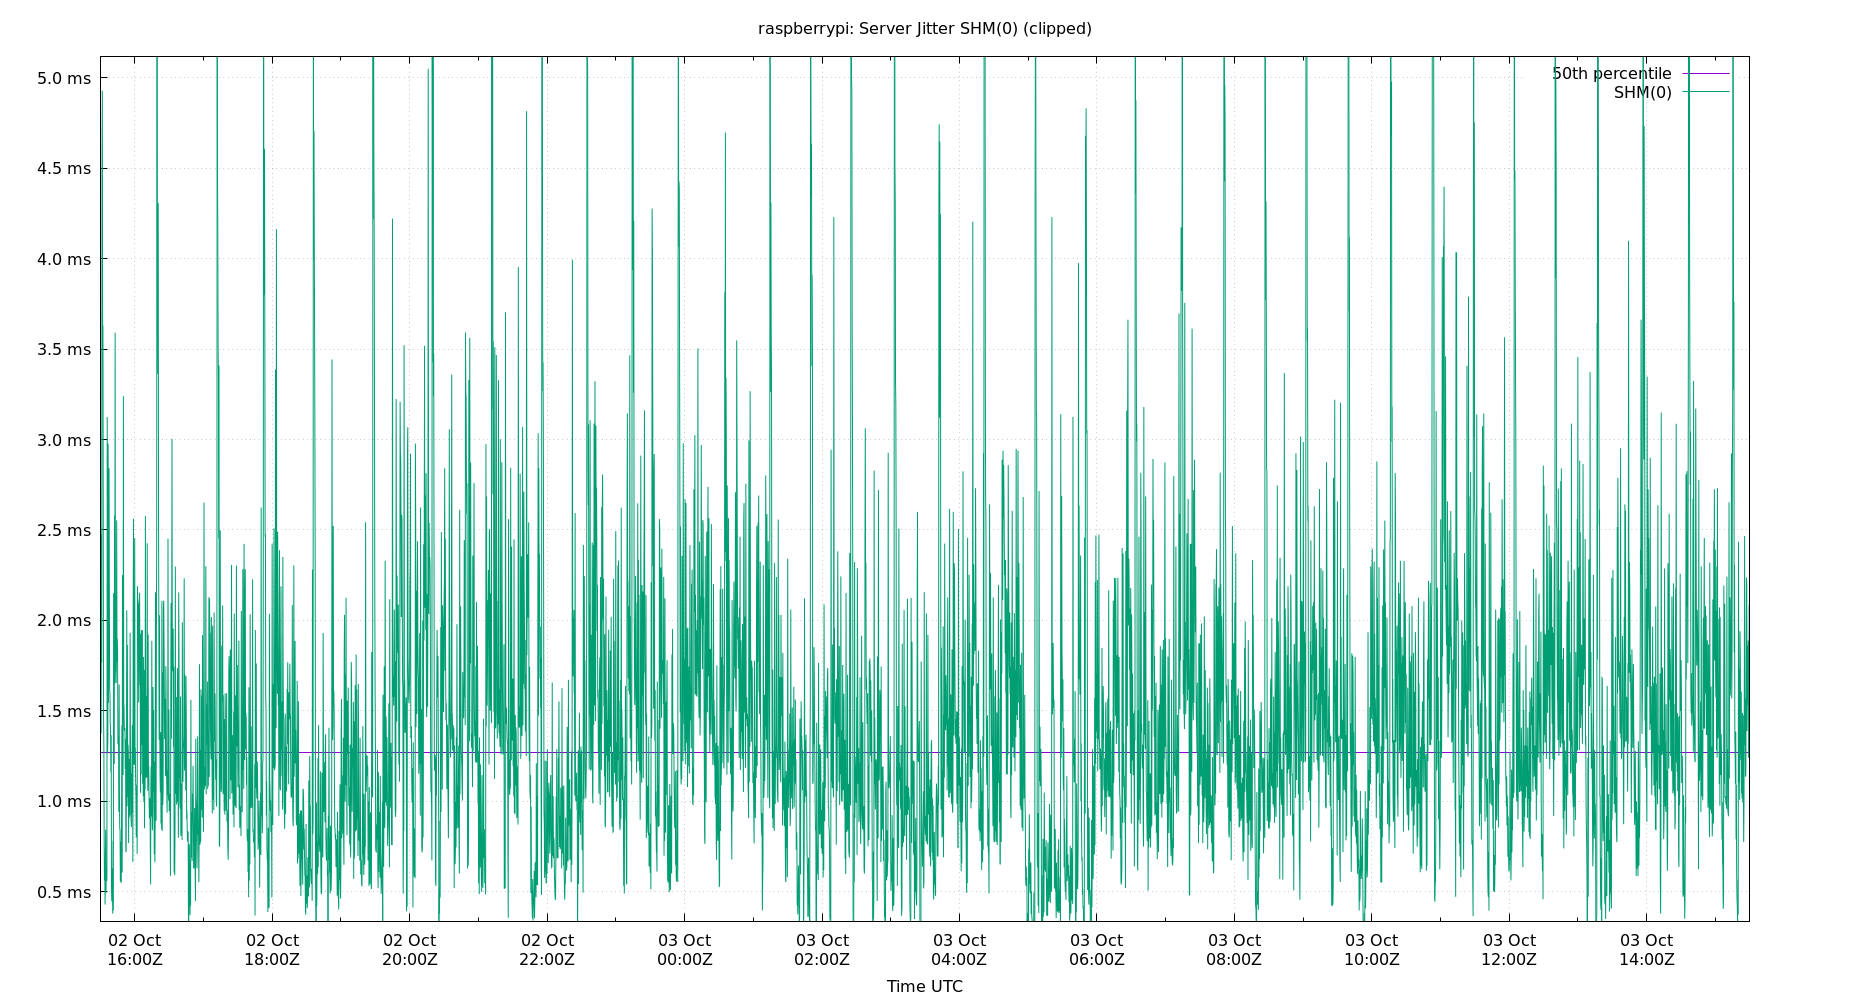 raspberrypi: Server Jitter SHM(0) (clipped)
50th percentile
SHM(0)
5.0 ms
4.5 ms
4.0 ms
3.5 ms
3.0 ms
2.5 ms
2.0 ms
1.5 ms
1.0 ms
0.5 ms
02 Oct 02 Oct 02 Oct 02 Oct 03 Oct 03 Oct 03 Oct 03 Oct 03 Oct 03 Oct 03 Oct 03 Oct
16:00Z 18:00Z 20:00Z 22:00Z 00:00Z 02:00Z 04:00Z 06:00Z 08:00Z 10:00Z 12:00Z 14:00Z
Time UTC